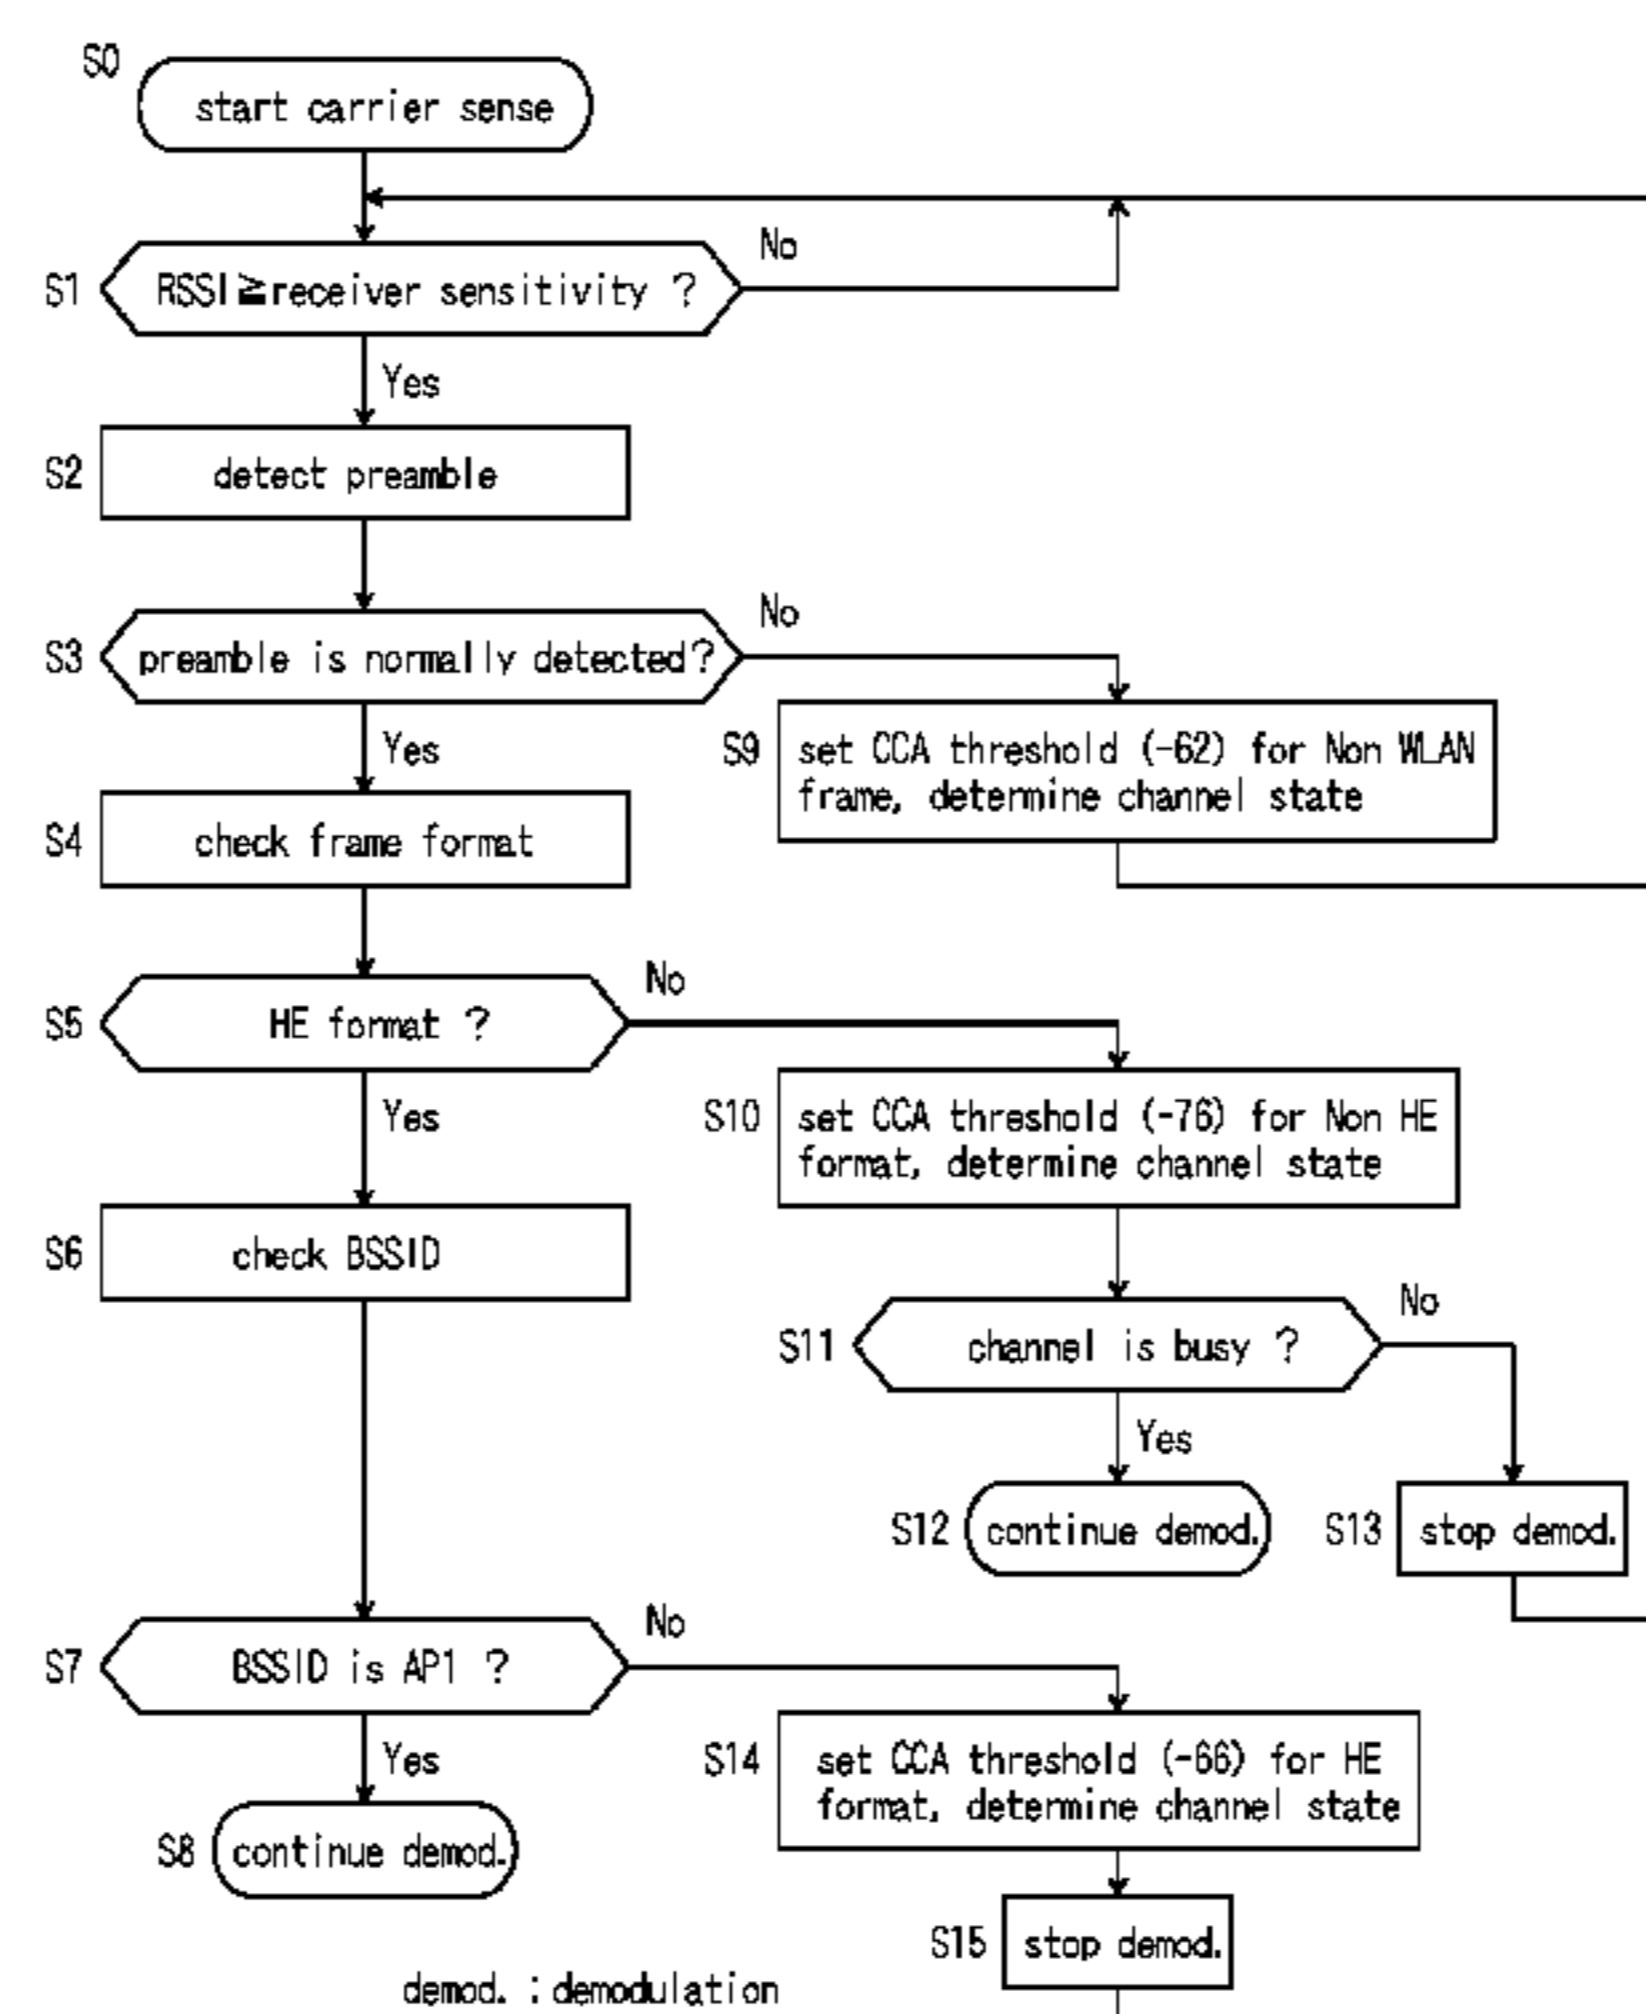 S0
start carrier sense
No
S1
RSSI≧receiver sensitivity ?
Yes
S2
detect preamble
No
S3
preamble is normally detected?
Yes
S9
set CCA threshold (-62) for Non WLAN
frame, determine channel state
S4
check frame format
No
S5
HE format ?
Yes
S10
set CCA threshold (-76) for Non HE
format, determine channel state
S6
check BSSID
No
S11
channel is busy ?
Yes
S12
continue demod.
S13
stop demod.
No
S7
BSSID is AP1 ?
Yes
S14
set CCA threshold (-66) for HE
format, determine channel state
S8
continue demod.
S15
stop demod.
demod. : demodulation